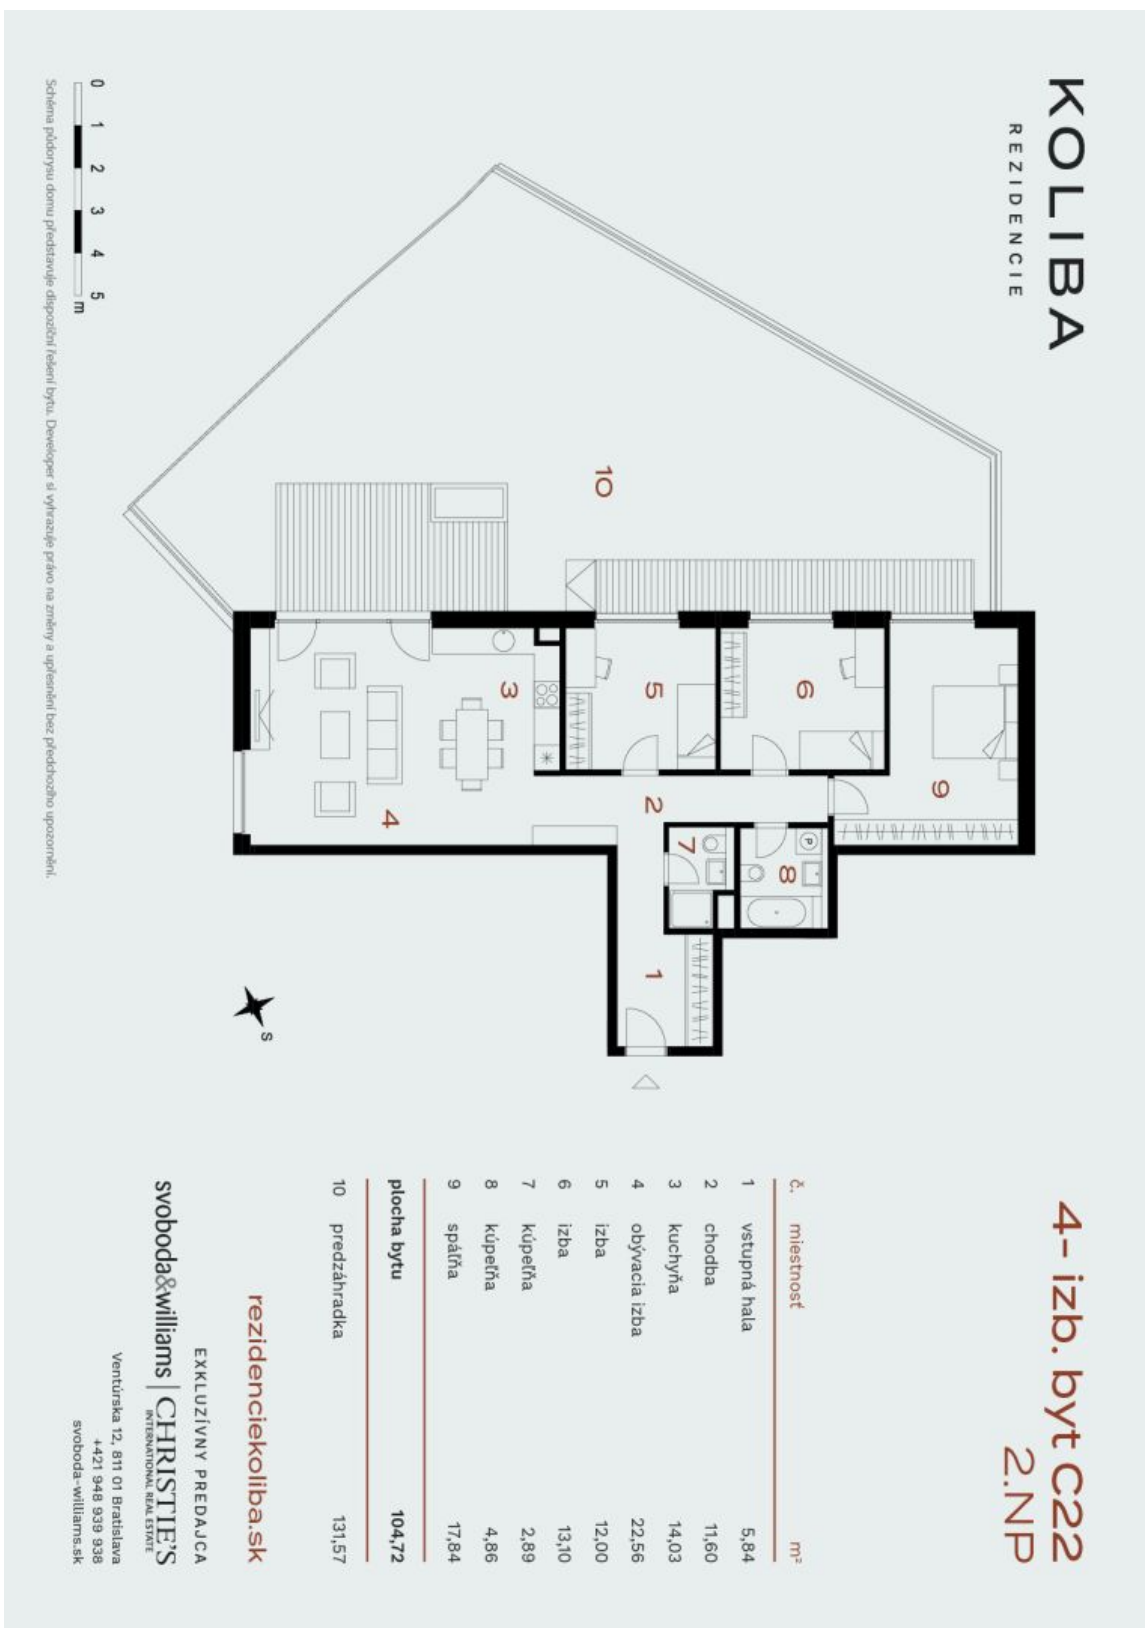 KOLIBA
REZIDENCIE
4- izb. byt C22
2.NP
č. miestnosť m²
1 vstupná hala 5,84
2 chodba 11,60
3 kuchyňa 14,03
4 obývacia izba 22,56
5 izba 12,00
6 izba 13,10
7 kúpeľňa 2,89
8 kúpeľňa 4,86
9 spálňa 17,84
plocha bytu 104,72
10 predzáhradka 131,57
rezidenciekoliba.sk
EXKLUZÍVNY PREDAJCA
svoboda&williams | CHRISTIE'S
INTERNATIONAL REAL ESTATE
Ventúrska 12, 811 01 Bratislava
+421 948 939 938
svoboda-williams.sk
10
9
6
5
3
4
2
8
P
7
1
S
0 1 2 3 4 5 m
Schéma půdorysu domu představuje dispoziční řešení bytu. Developer si vyhrazuje právo na změny a upřesnění bez předchozího upozornění.